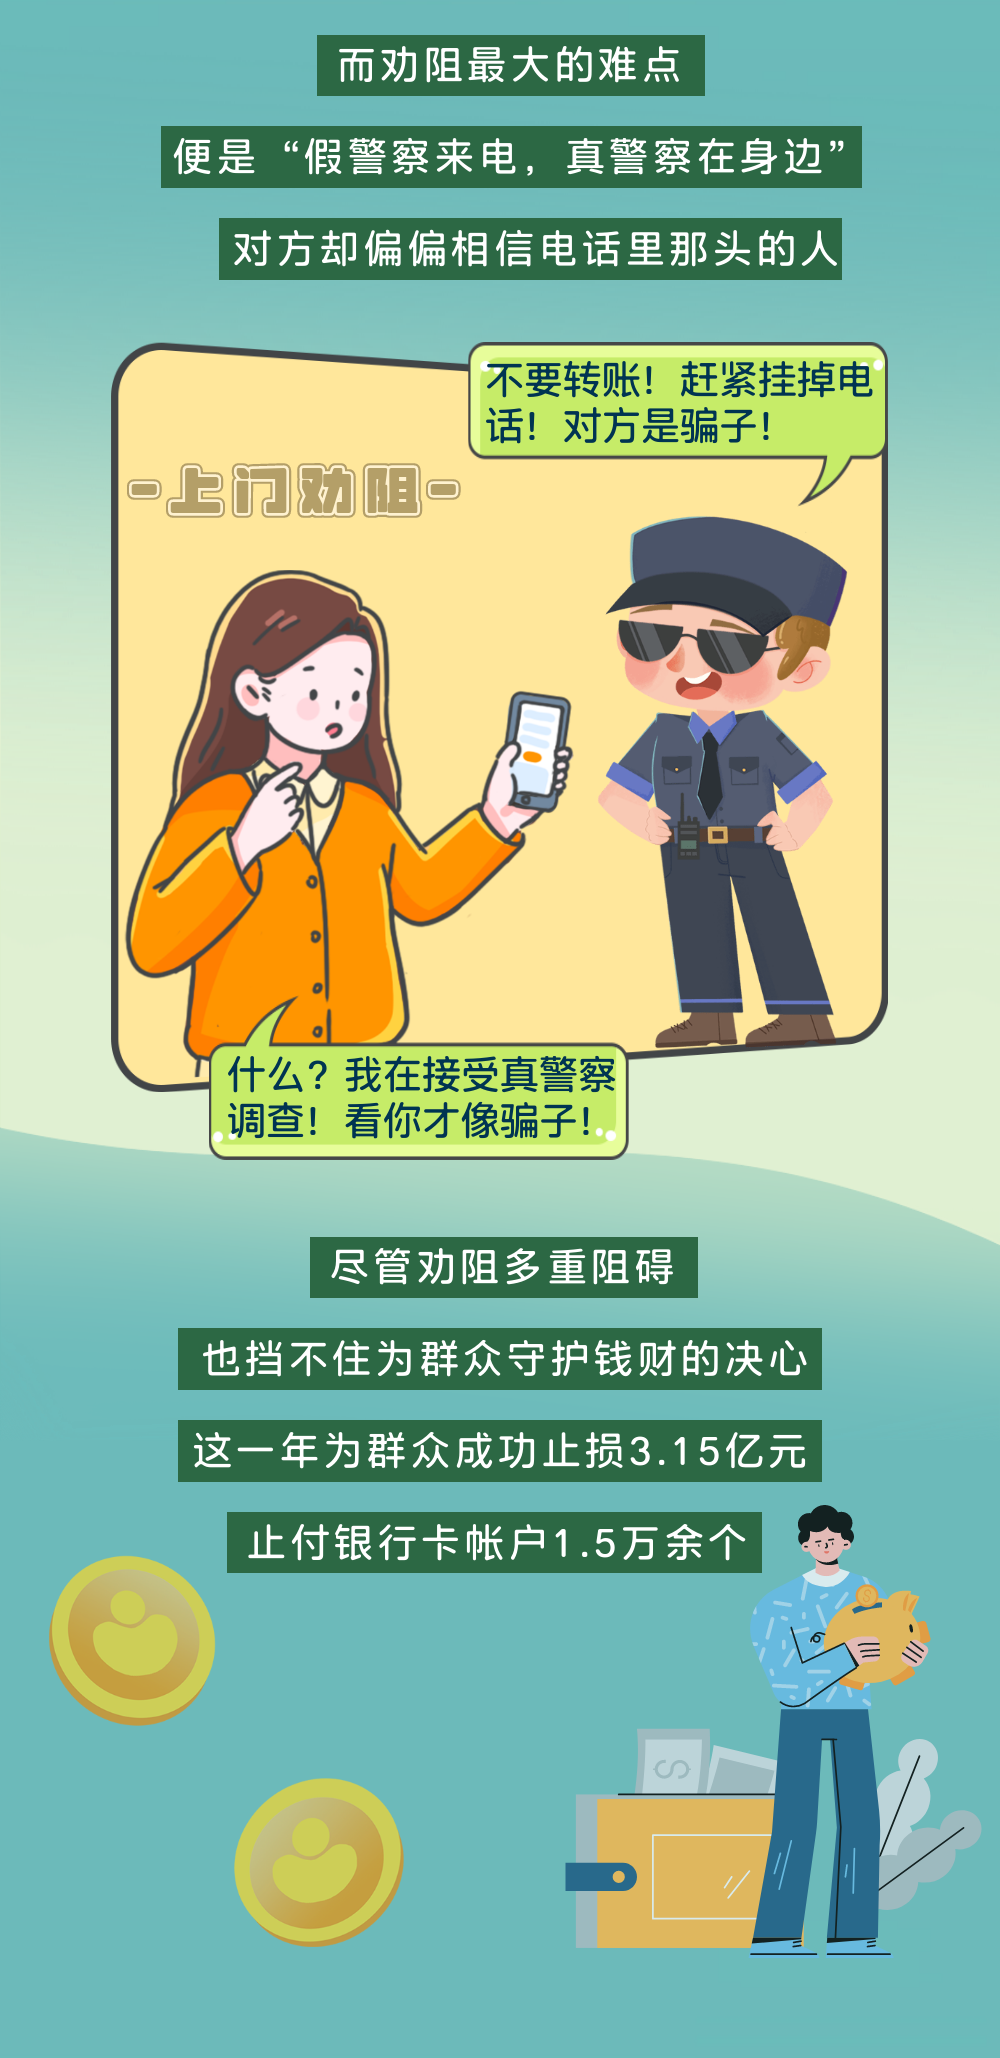 而劝阻最大的难点
便是“假警察来电，真警察在身边”
对方却偏偏相信电话里那头的人
不要转账！赶紧挂掉电
话！对方是骗子！
-上门劝阻-
什么？我在接受真警察
调查！看你才像骗子！
尽管劝阻多重阻碍
也挡不住为群众守护钱财的决心
这一年为群众成功止损3.15亿元
止付银行卡帐户1.5万余个